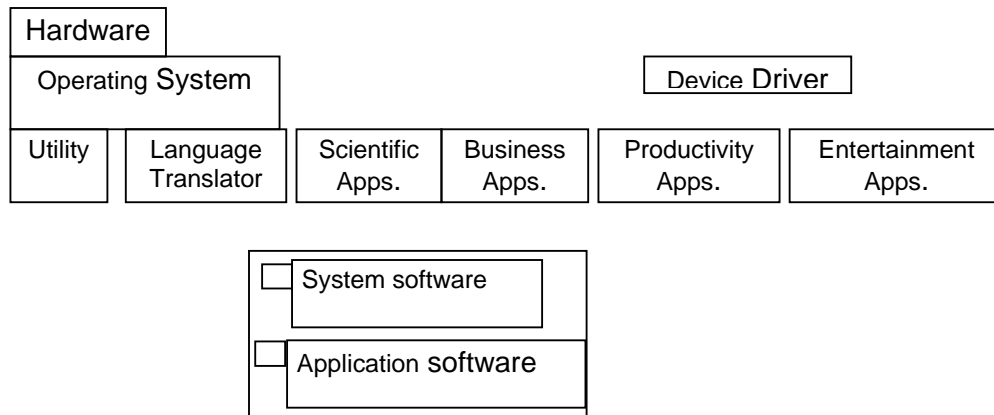 Hardware
Operating System
Device Driver
Utility
Language
Translator
Scientific
Apps.
Business
Apps.
Productivity
Apps.
Entertainment
Apps.
System software
Application software